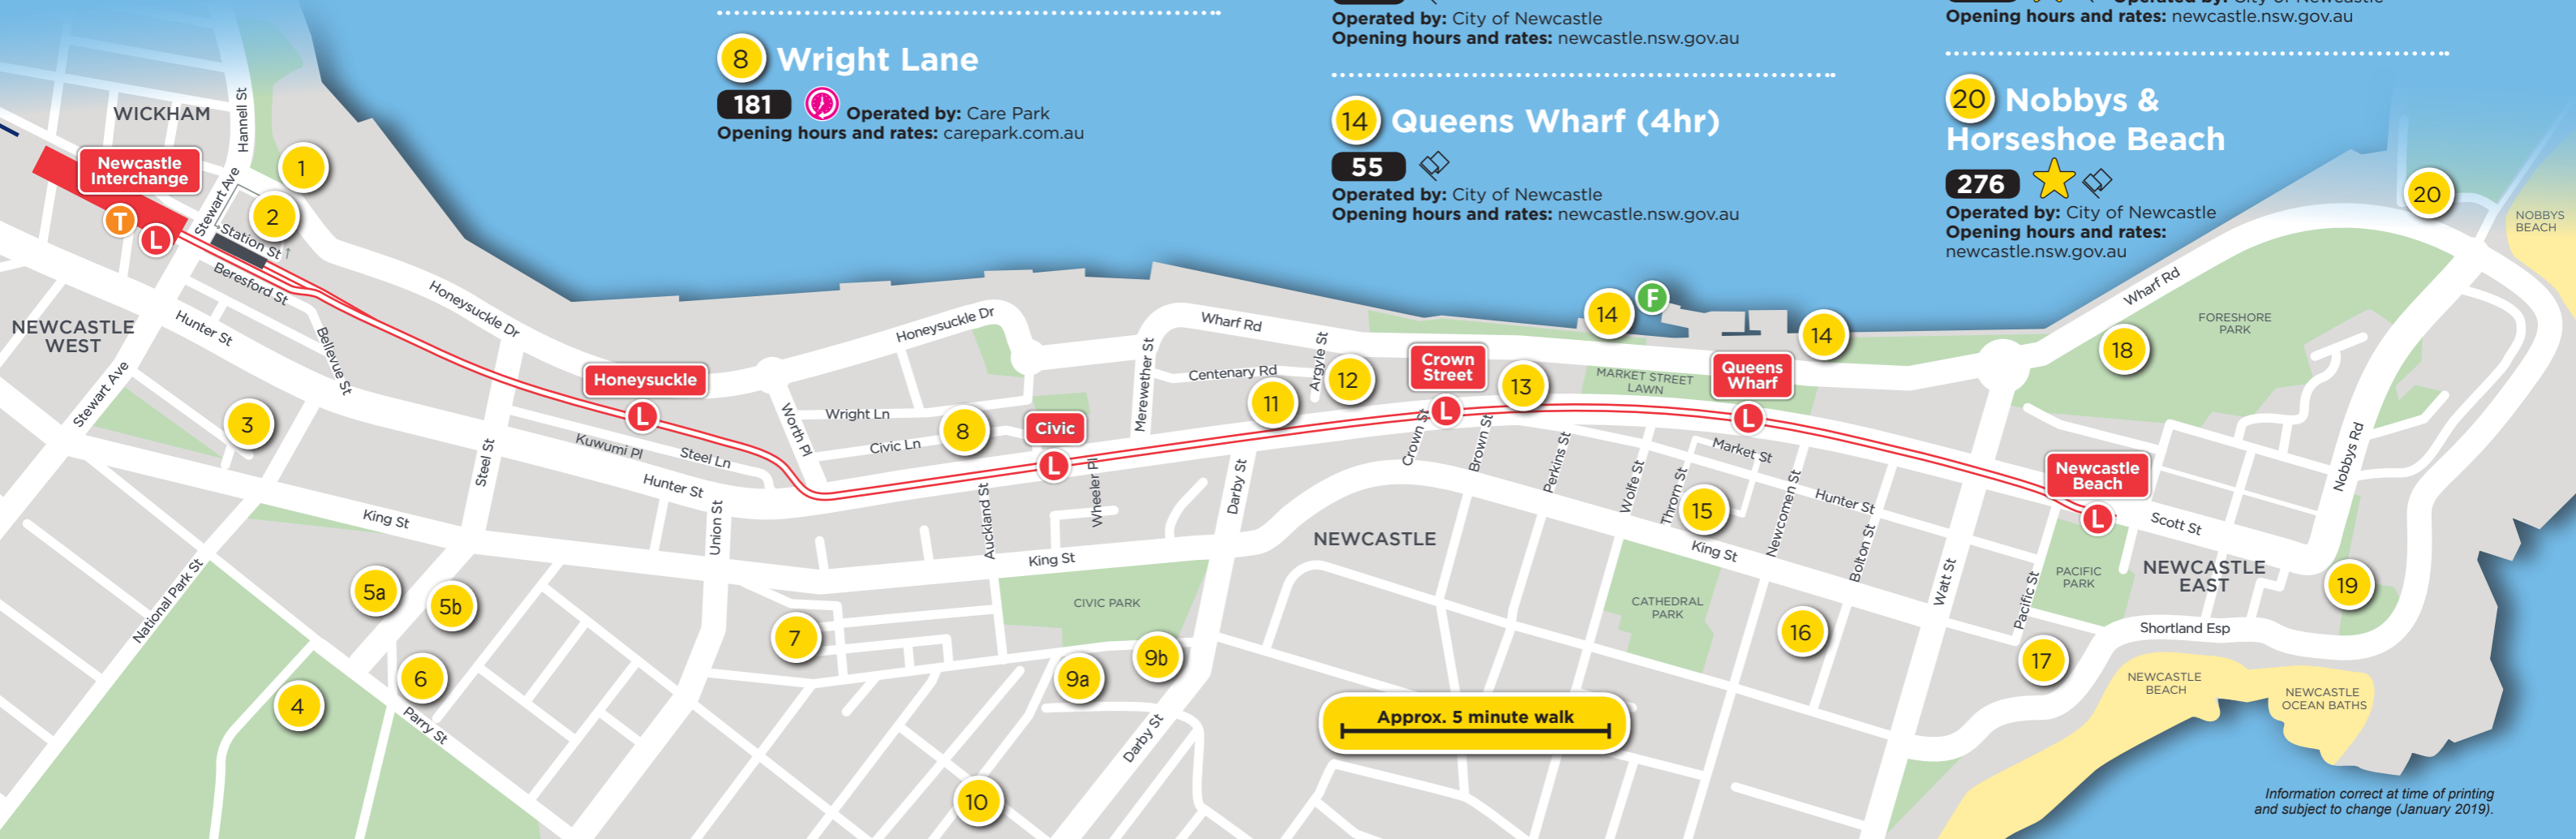 8 Wright Lane
181 Operated by: Care Park
Opening hours and rates: carepark.com.au
Operated by: City of Newcastle
Opening hours and rates: newcastle.nsw.gov.au
14 Queens Wharf (4hr)
55
Operated by: City of Newcastle
Opening hours and rates: newcastle.nsw.gov.au
Operated by: City of Newcastle
Opening hours and rates: newcastle.nsw.gov.au
20 Nobbys &
Horseshoe Beach
276
Operated by: City of Newcastle
Opening hours and rates:
newcastle.nsw.gov.au
WICKHAM
Hannell St
Newcastle
Interchange
T
L
Stewart Ave
1
2
Station St
Beresford St
NEWCASTLE
WEST
Hunter St
Bellevue St
Stewart Ave
3
Honeysuckle Dr
Honeysuckle
L
Kuwumi Pl
Steel Ln
Steel St
Hunter St
King St
Union St
National Park St
5a
5b
6
4
Parry St
7
Worth Pl
Honeysuckle Dr
Wright Ln
Civic Ln
8
Civic
L
Auckland St
Wheeler Pl
King St
CIVIC PARK
9a
9b
10
Darby St
Darby St
Merewether St
Wharf Rd
Centenary Rd
Argyle St
11
12
Crown
Street
L
Crown St
Brown St
13
NEWCASTLE
14
F
MARKET STREET
LAWN
Queens
Wharf
L
14
Perkins St
Wolfe St
Thorn St
Market St
15
Newcomen St
Hunter St
Bolton St
King St
CATHEDRAL
PARK
16
Watt St
Approx. 5 minute walk
Wharf Rd
18
FORESHORE
PARK
20
NOBBYS
BEACH
Nobbys Rd
Newcastle
Beach
L
Scott St
PACIFIC
PARK
Pacific St
NEWCASTLE
EAST
19
Shortland Esp
17
NEWCASTLE
BEACH
NEWCASTLE
OCEAN BATHS
Information correct at time of printing
and subject to change (January 2019).